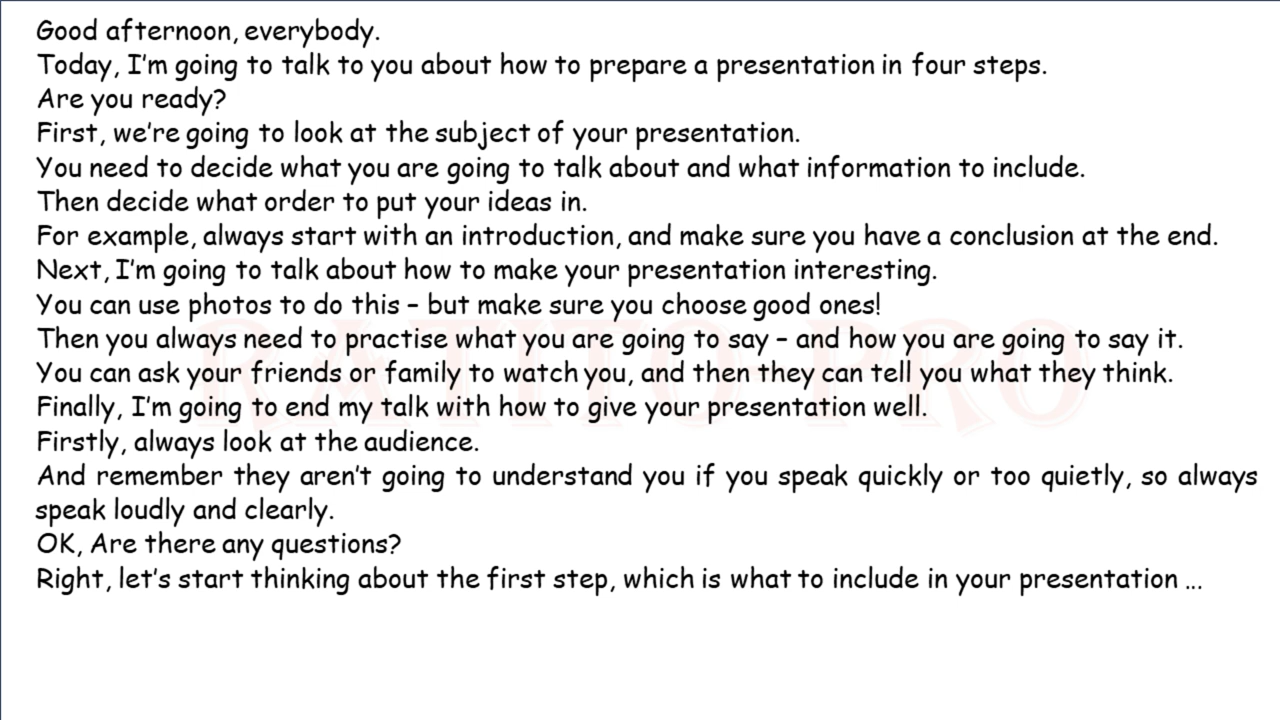 Good afternoon, everybody.
Today, I'm going to talk to you about how to prepare a presentation in four steps.
Are you ready?
First, we're going to look at the subject of your presentation.
You need to decide what you are going to talk about and what information to include.
Then decide what order to put your ideas in.
For example, always start with an introduction, and make sure you have a conclusion at the end.
Next, I'm going to talk about how to make your presentation interesting.
You can use photos to do this – but make sure you choose good ones!
Then you always need to practise what you are going to say – and how you are going to say it.
You can ask your friends or family to watch you, and then they can tell you what they think.
Finally, I'm going to end my talk with how to give your presentation well.
Firstly, always look at the audience.
And remember they aren't going to understand you if you speak quickly or too quietly, so always
speak loudly and clearly.
OK, Are there any questions?
Right, let's start thinking about the first step, which is what to include in your presentation ...
RATITO PRO